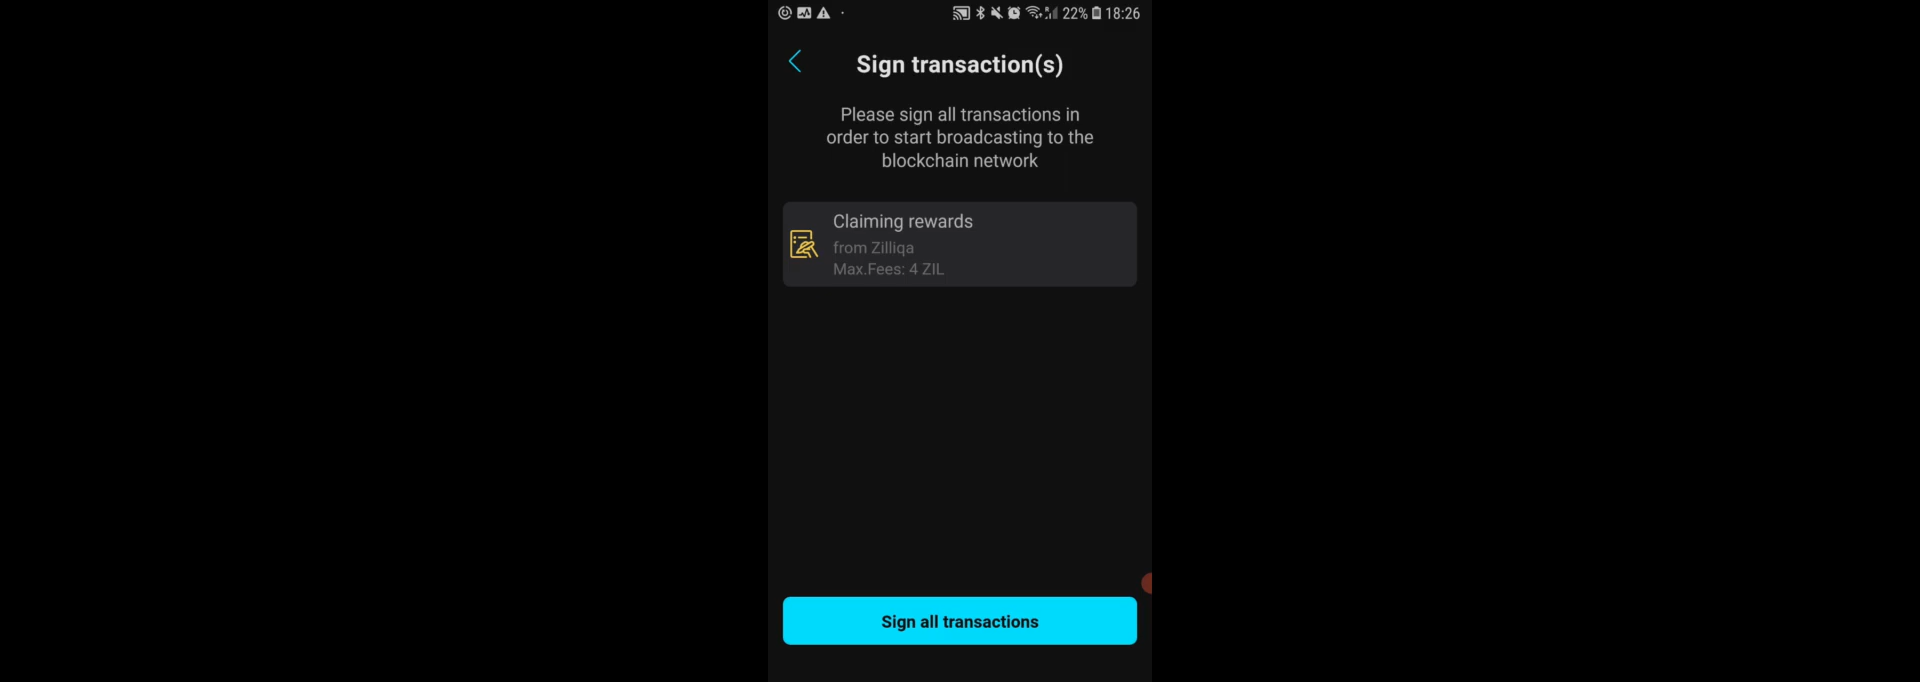 22% 18:26
Sign transaction(s)
Please sign all transactions in
order to start broadcasting to the
blockchain network
Claiming rewards
from Zilliqa
Max.Fees: 4 ZIL
Sign all transactions